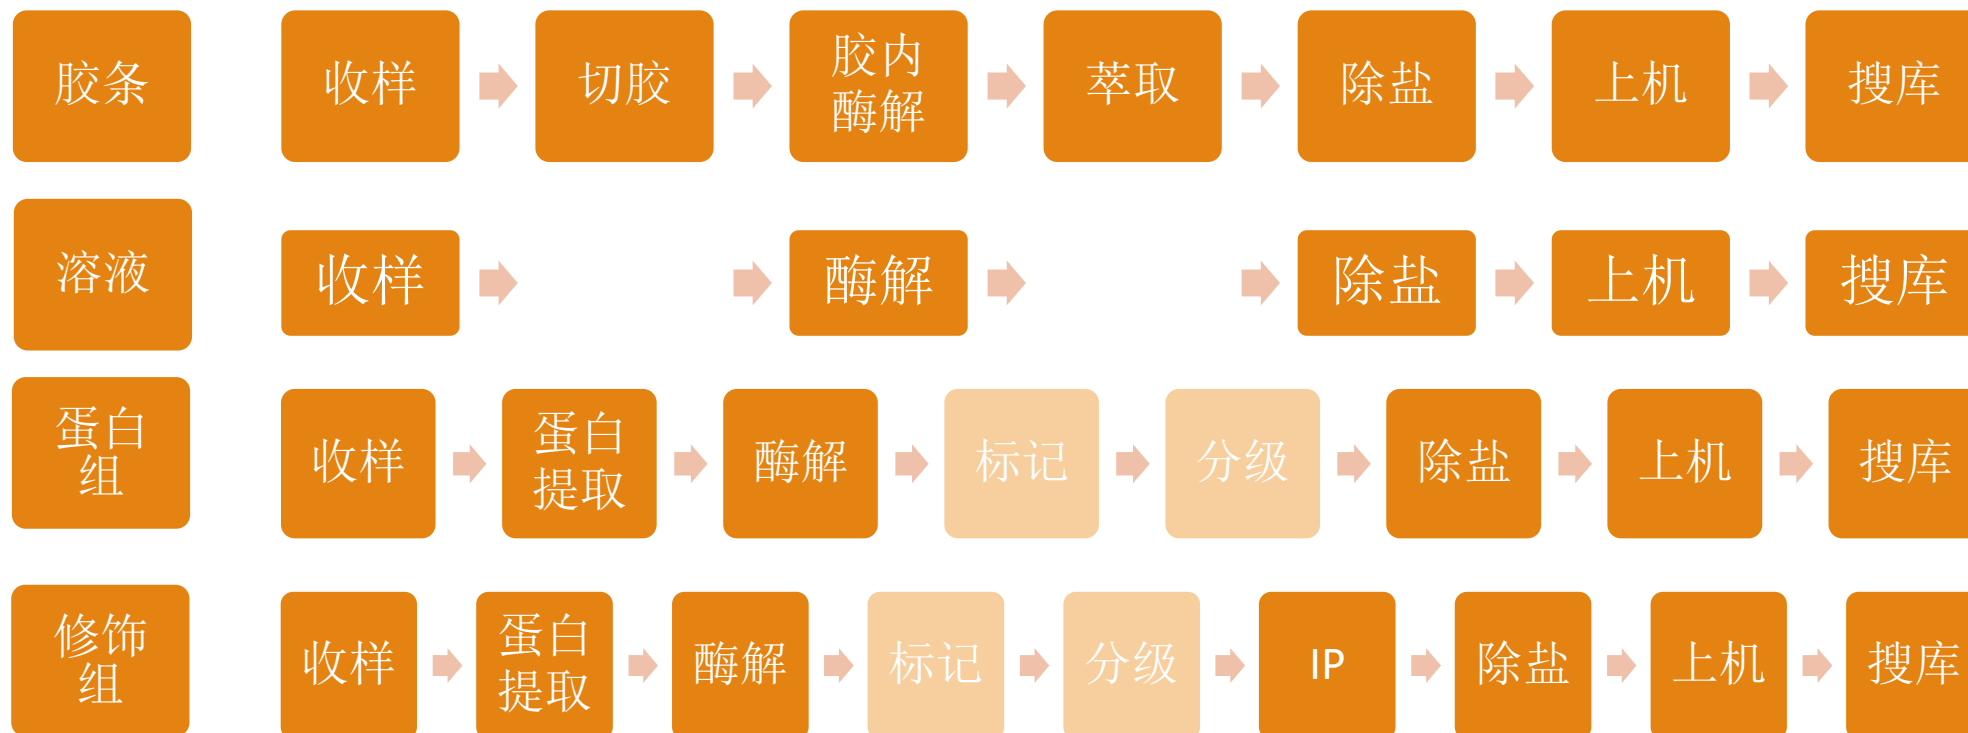 胶条
收样
切胶
胶内
酶解
萃取
除盐
上机
搜库
溶液
收样
酶解
除盐
上机
搜库
蛋白
组
收样
蛋白
提取
酶解
标记
分级
除盐
上机
搜库
修饰
组
收样
蛋白
提取
酶解
标记
分级
IP
除盐
上机
搜库